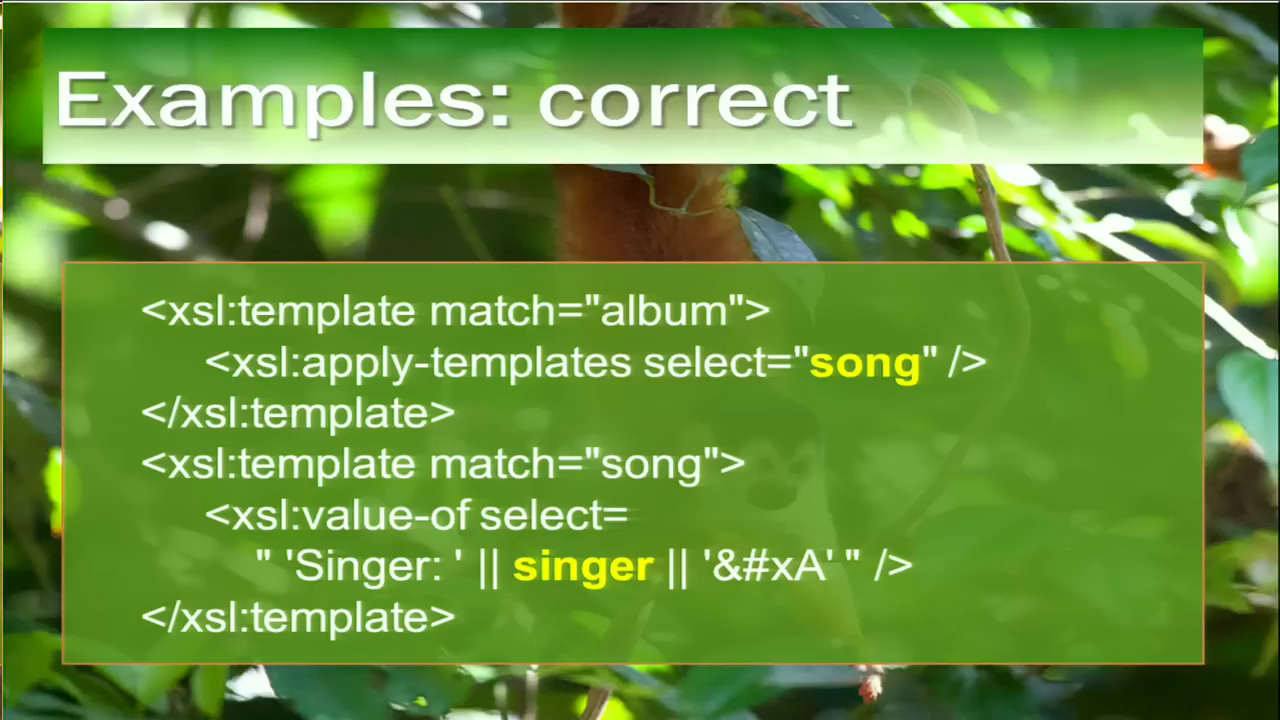 Examples: correct
<xsl:template match="album">
<xsl:apply-templates select="song" />
</xsl:template>
<xsl:template match="song">
<xsl:value-of select=
" 'Singer: ' || singer || '&#xA' " />
</xsl:template>